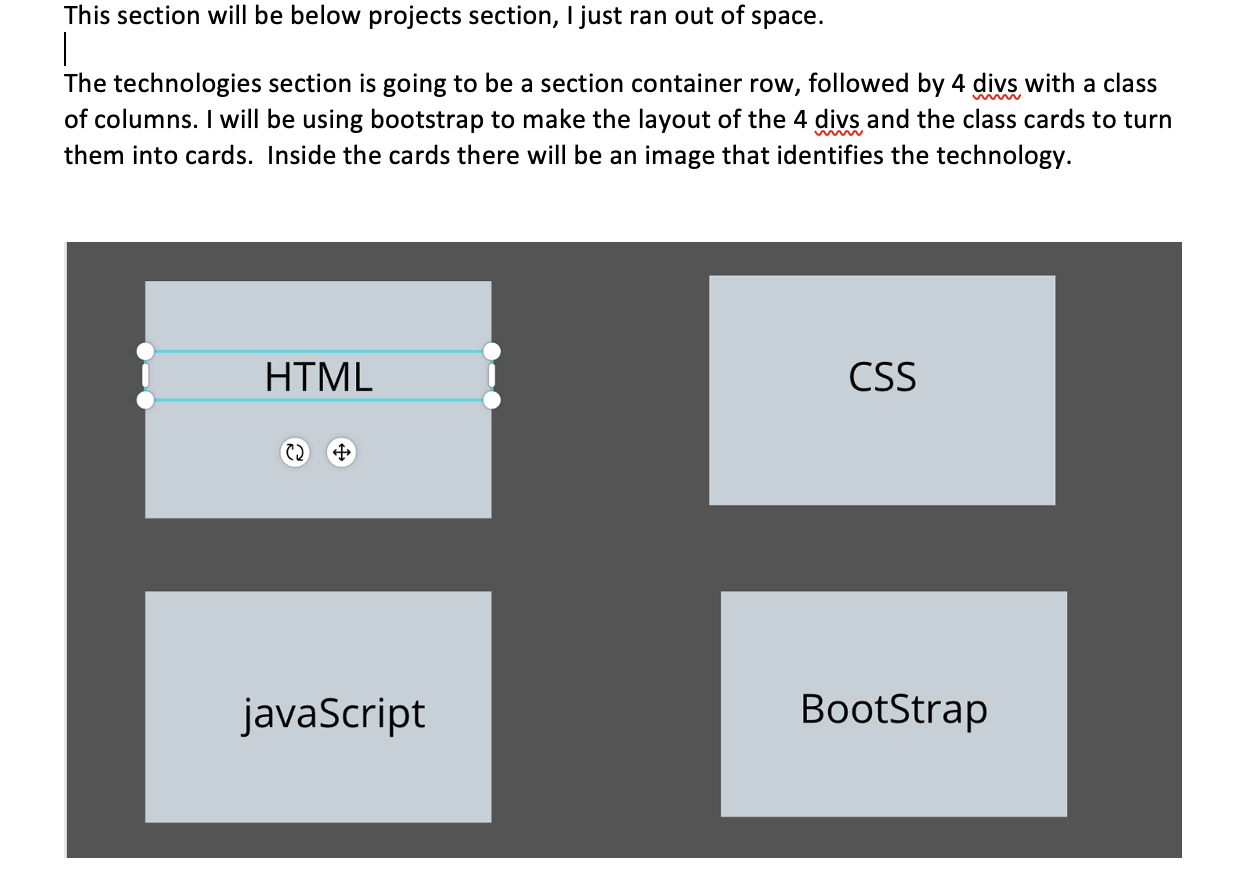 This section will be below projects section, I just ran out of space.
The technologies section is going to be a section container row, followed by 4 divs with a class
of columns. I will be using bootstrap to make the layout of the 4 divs and the class cards to turn
them into cards.  Inside the cards there will be an image that identifies the technology.
HTML
CSS
javaScript
BootStrap